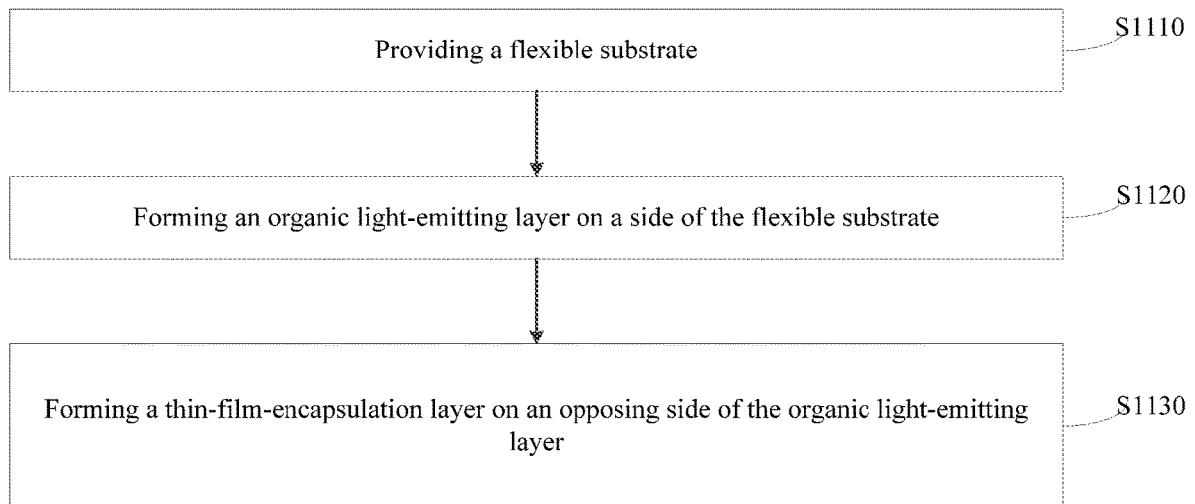 Providing a flexible substrate
S1110
Forming an organic light-emitting layer on a side of the flexible substrate
S1120
Forming a thin-film-encapsulation layer on an opposing side of the organic light-emitting
layer
S1130